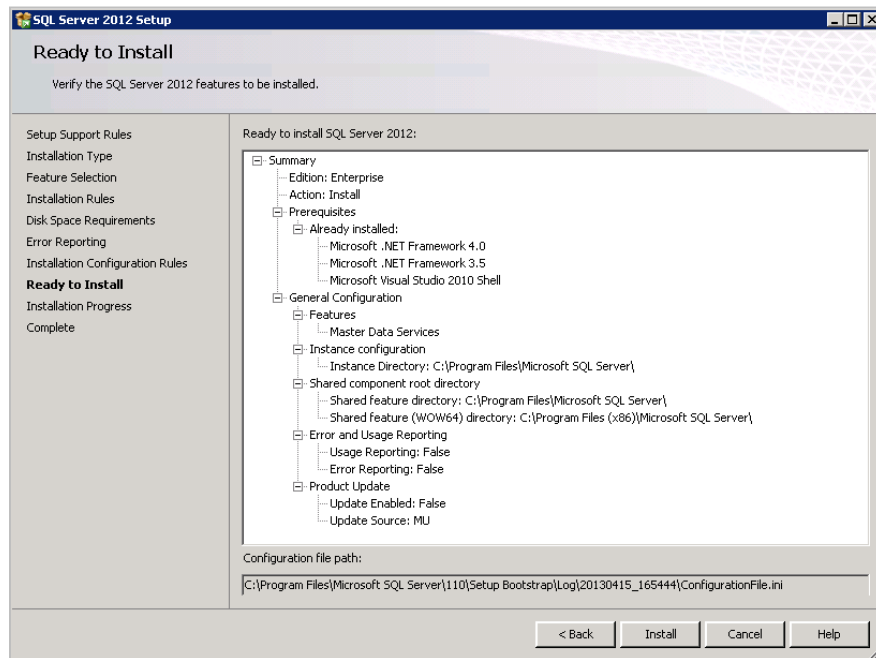 SQL Server 2012 Setup
Ready to Install
Verify the SQL Server 2012 features to be installed.
Setup Support Rules
Installation Type
Feature Selection
Installation Rules
Disk Space Requirements
Error Reporting
Installation Configuration Rules
Ready to Install
Installation Progress
Complete
Ready to install SQL Server 2012:
Summary
Edition: Enterprise
Action: Install
Prerequisites
Already installed:
Microsoft .NET Framework 4.0
Microsoft .NET Framework 3.5
Microsoft Visual Studio 2010 Shell
General Configuration
Features
Master Data Services
Instance configuration
Instance Directory: C:\Program Files\Microsoft SQL Server\
Shared component root directory
Shared feature directory: C:\Program Files\Microsoft SQL Server\
Shared feature (WOW64) directory: C:\Program Files (x86)\Microsoft SQL Server\
Error and Usage Reporting
Usage Reporting: False
Error Reporting: False
Product Update
Update Enabled: False
Update Source: MU
Configuration file path:
C:\Program Files\Microsoft SQL Server\110\Setup Bootstrap\Log\20130415_165444\ConfigurationFile.ini
< Back
Install
Cancel
Help